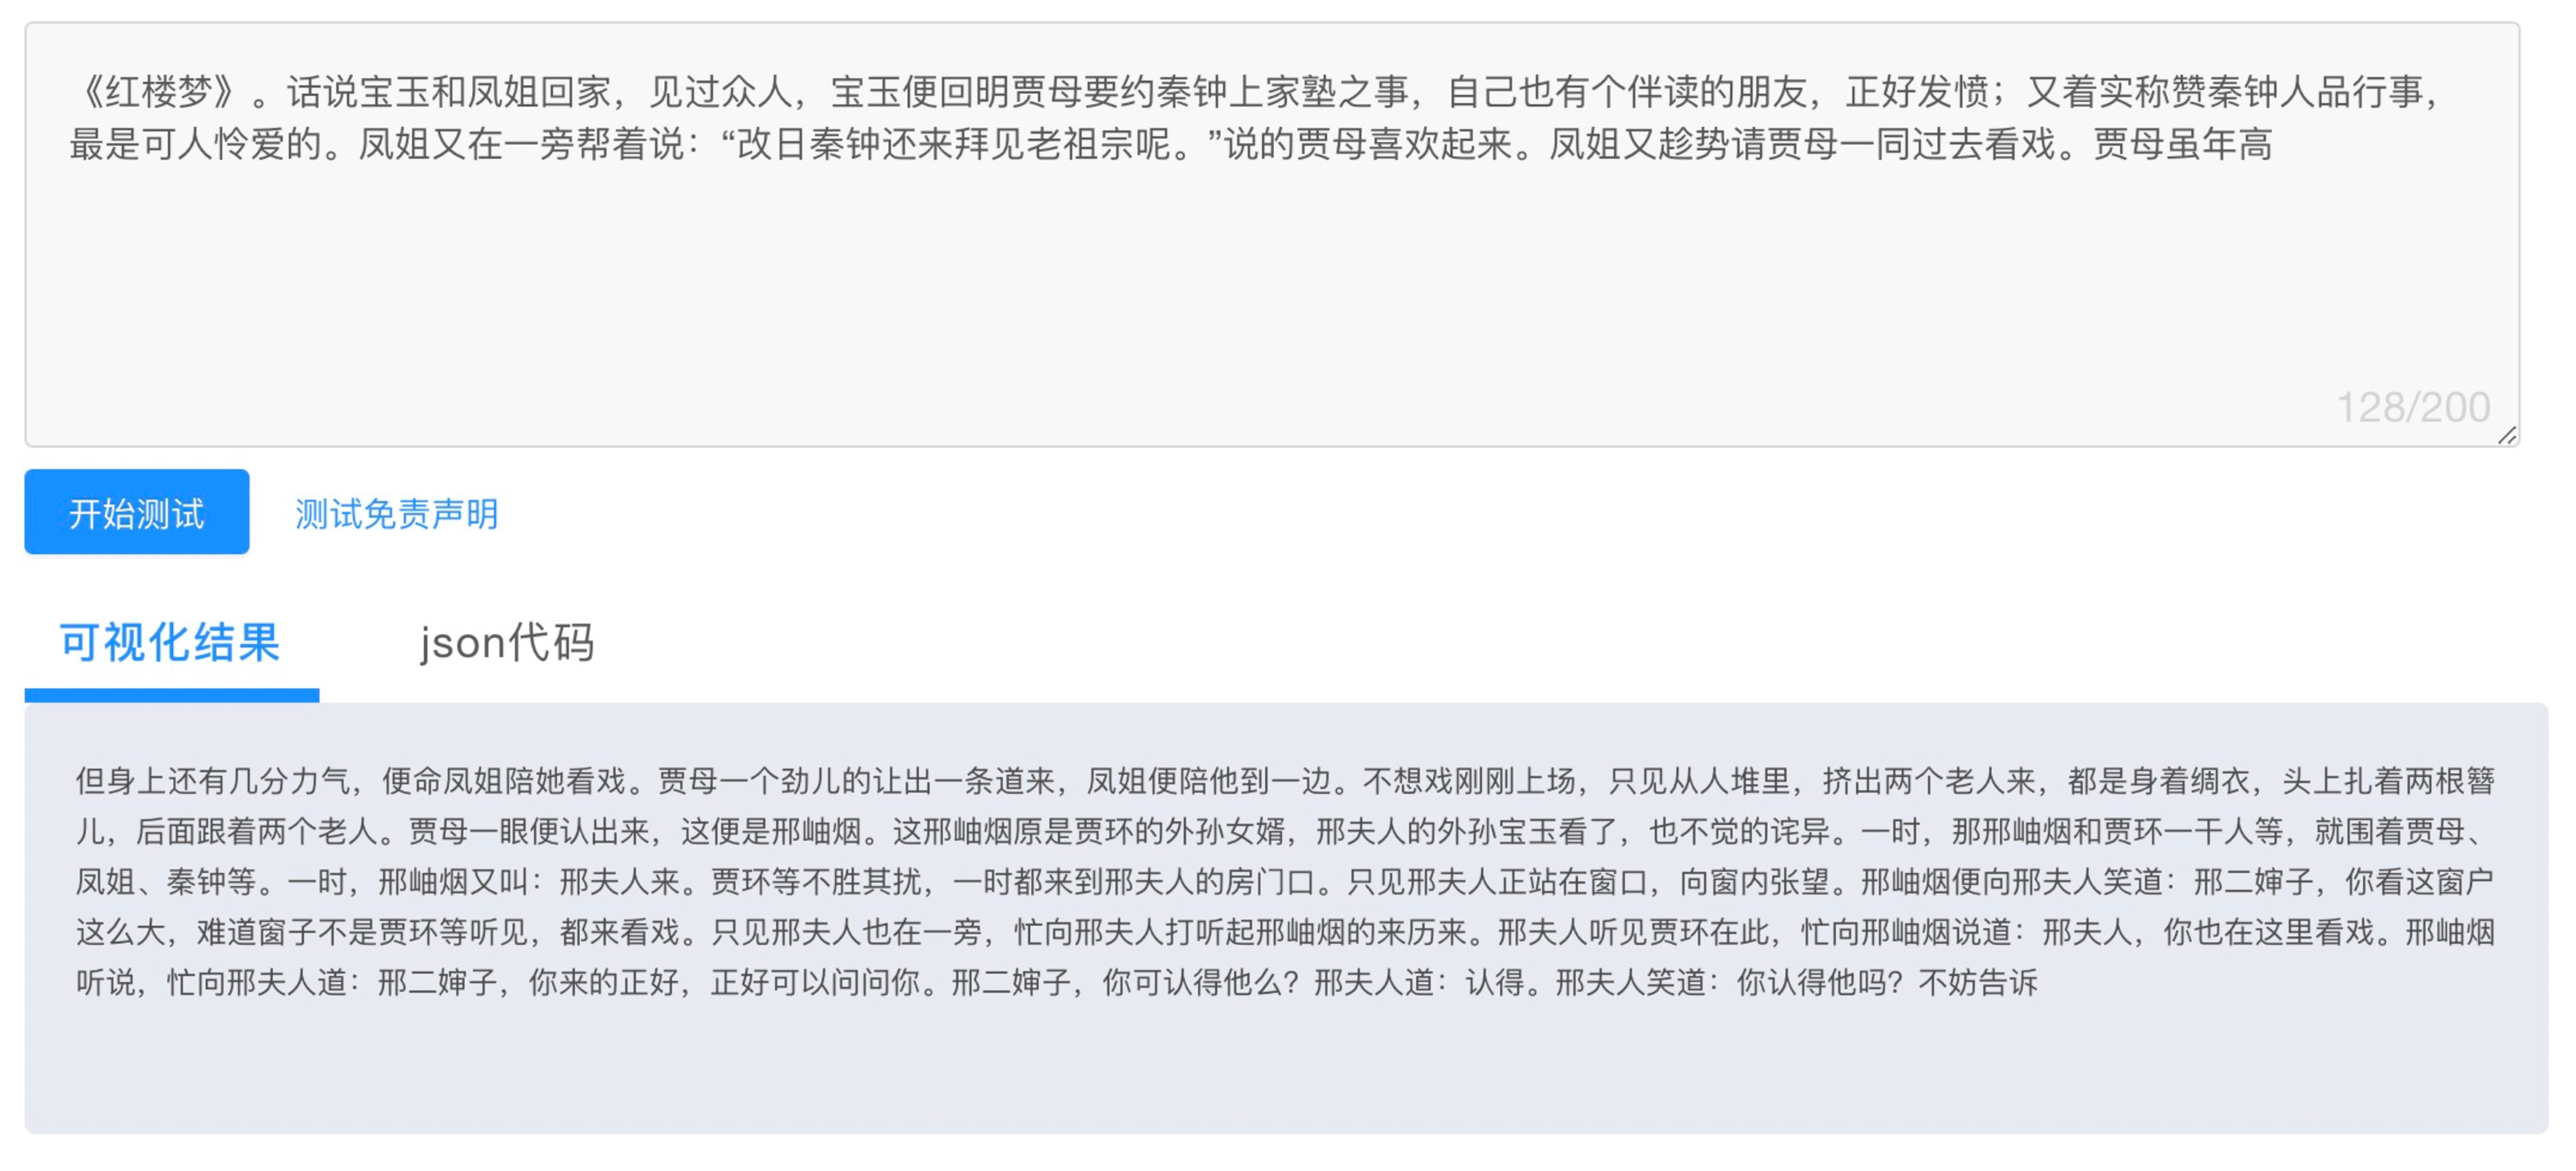 《红楼梦》。话说宝玉和凤姐回家，见过众人，宝玉便回明贾母要约秦钟上家塾之事，自己也有个伴读的朋友，正好发愤；又着实称赞秦钟人品行事，
最是可人怜爱的。凤姐又在一旁帮着说：“改日秦钟还来拜见老祖宗呢。”说的贾母喜欢起来。凤姐又趁势请贾母一同过去看戏。贾母虽年高
128/200
开始测试 测试免责声明
可视化结果 json代码
但身上还有几分力气，便命凤姐陪她看戏。贾母一个劲儿的让出一条道来，凤姐便陪他到一边。不想戏刚刚上场，只见从人堆里，挤出两个老人来，都是身着绸衣，头上扎着两根簪
儿，后面跟着两个老人。贾母一眼便认出来，这便是邢岫烟。这邢岫烟原是贾环的外孙女婿，邢夫人的外孙宝玉看了，也不觉的诧异。一时，那邢岫烟和贾环一干人等，就围着贾母、
凤姐、秦钟等。一时，邢岫烟又叫：邢夫人来。贾环等不胜其扰，一时都来到邢夫人的房门口。只见邢夫人正站在窗口，向窗内张望。邢岫烟便向邢夫人笑道：邢二婶子，你看这窗户
这么大，难道窗子不是贾环等听见，都来看戏。只见邢夫人也在一旁，忙向邢夫人打听起邢岫烟的来历来。邢夫人听见贾环在此，忙向邢岫烟说道：邢夫人，你也在这里看戏。邢岫烟
听说，忙向邢夫人道：邢二婶子，你来的正好，正好可以问问你。邢二婶子，你可认得他么？邢夫人道：认得。邢夫人笑道：你认得他吗？不妨告诉